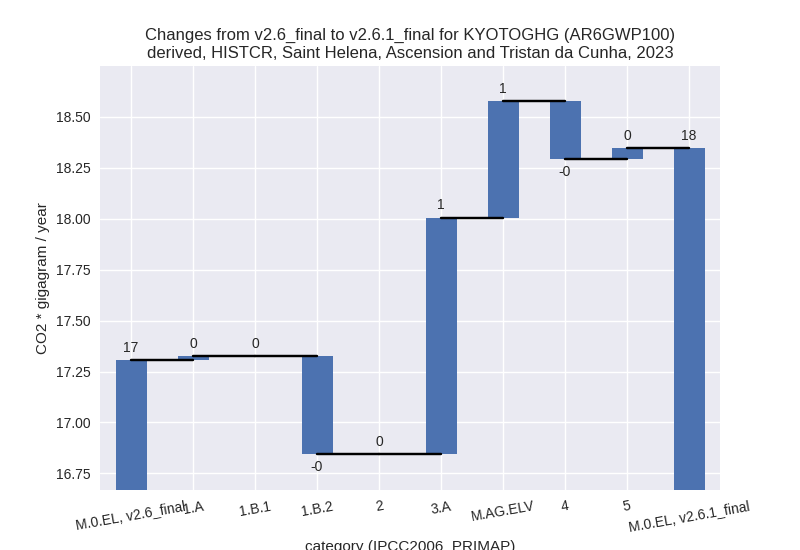 Changes from v2.6_final to v2.6.1_final for KYOTOGHG (AR6GWP100)
derived, HISTCR, Saint Helena, Ascension and Tristan da Cunha, 2023
CO2 * gigagram / year
18.50
18.25
18.00
17.75
17.50
17.25
17.00
16.75
17
0
0
-0
0
1
1
-0
0
18
M.0.EL, v2.6_final
1.A
1.B.1
1.B.2
2
3.A
M.AG.ELV
4
5
M.0.EL, v2.6.1_final
category (IPCC2006_PRIMAP)